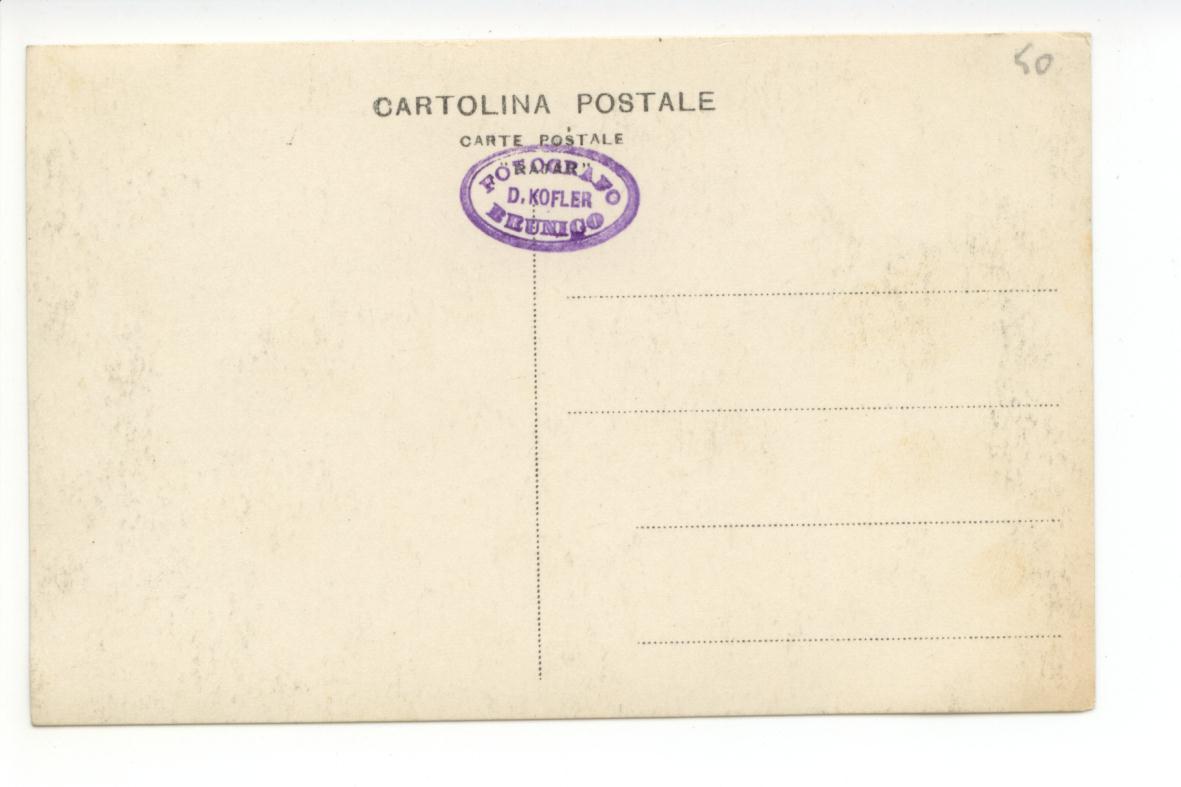 50
CARTOLINA POSTALE
CARTE POSTALE
FOTOGRAFO
D. KOFLER
BRUNICO